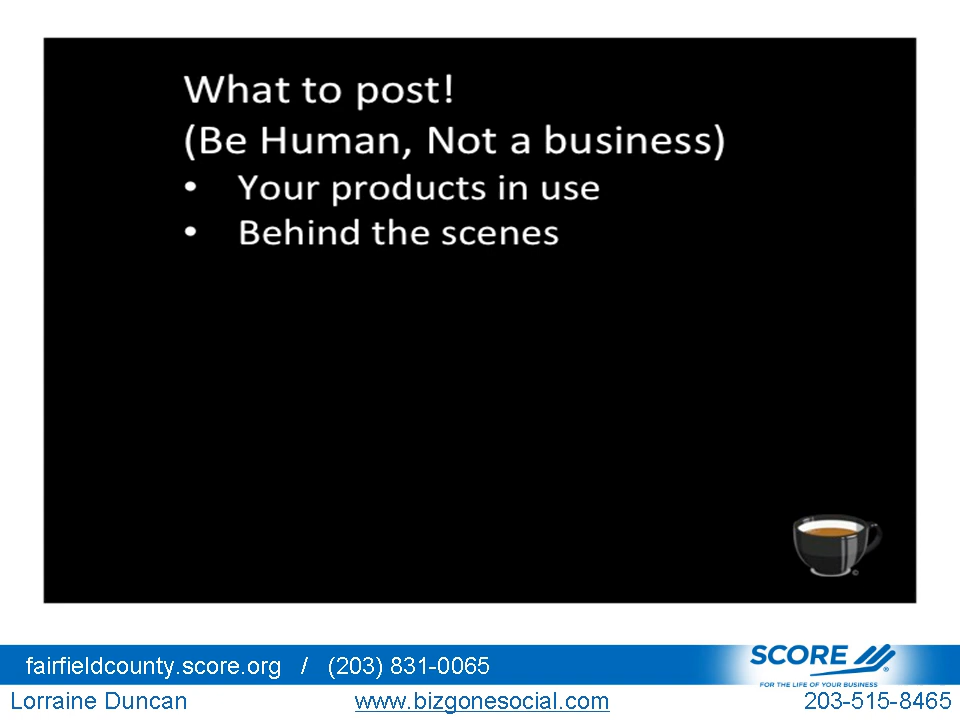 What to post!
(Be Human, Not a business)
• Your products in use
• Behind the scenes
©
fairfieldcounty.score.org / (203) 831-0065
SCORE ®
FOR THE LIFE OF YOUR BUSINESS
Lorraine Duncan www.bizgonesocial.com 203-515-8465